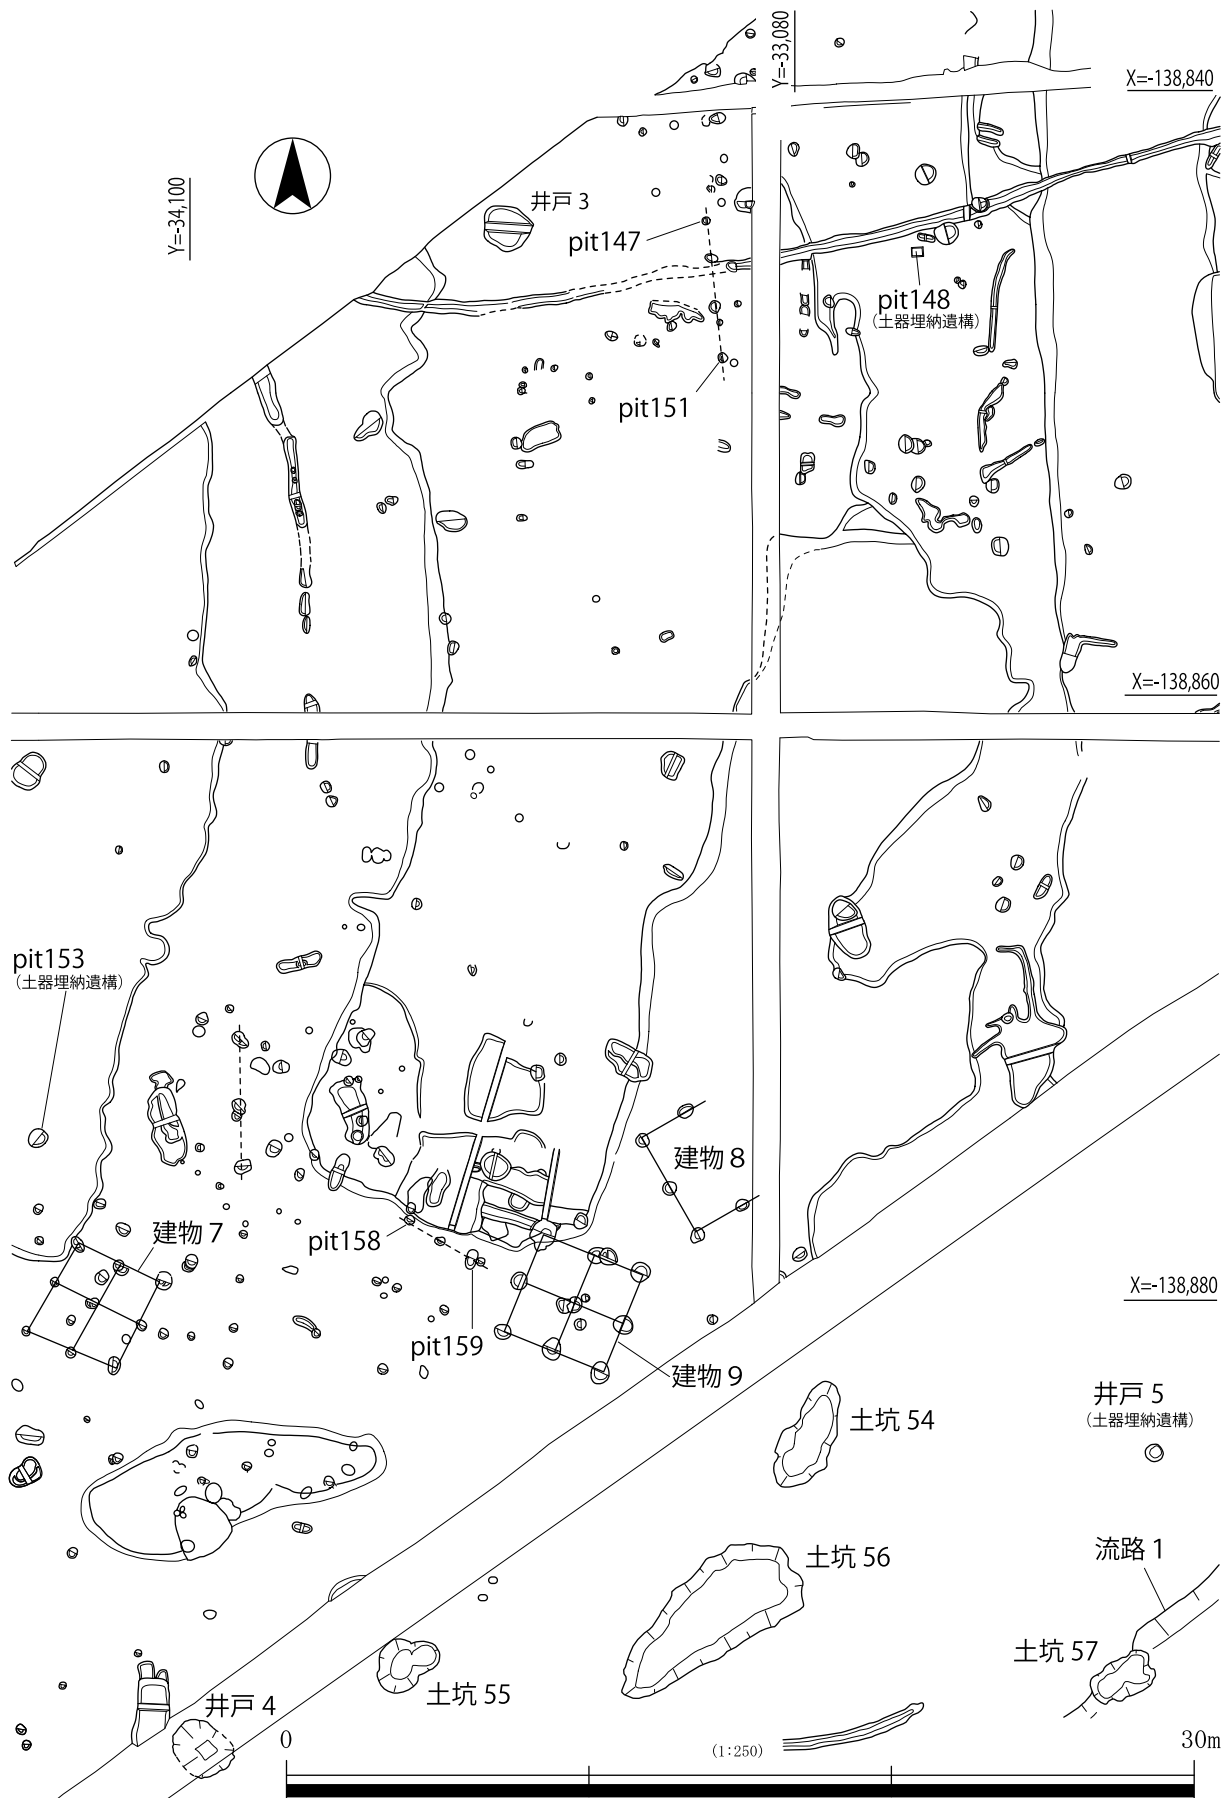 Y=-33,080
X=-138,840
Y=-34,100
井戸 3
pit147
pit148
（土器埋納遺構）
pit151
X=-138,860
pit153
（土器埋納遺構）
建物 8
建物 7
pit158
X=-138,880
pit159
建物 9
井戸 5
（土器埋納遺構）
土坑 54
流路 1
土坑 56
土坑 57
土坑 55
井戸 4
0
(1:250)
30m